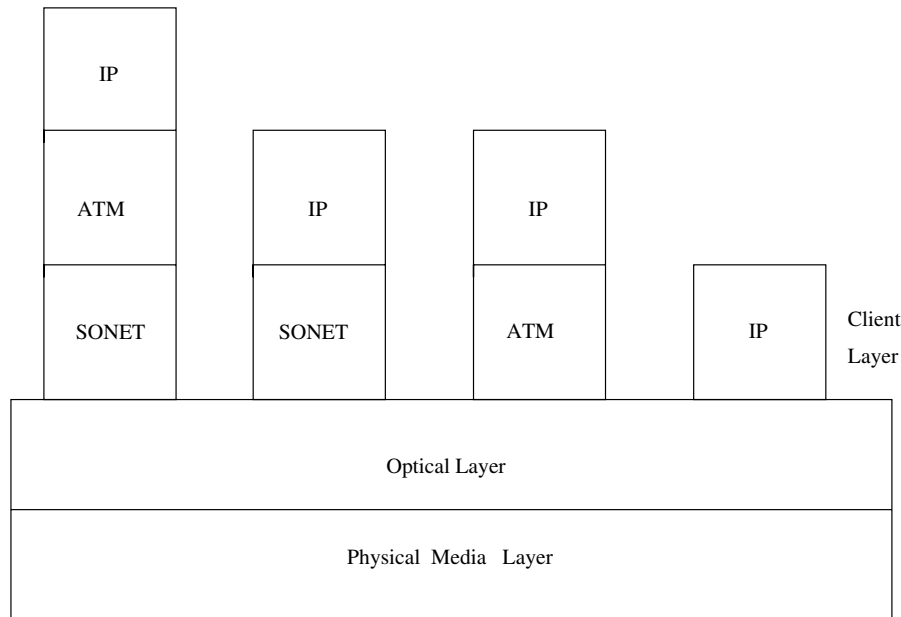 IP
ATM
IP
IP
SONET
SONET
ATM
IP
Client
Layer
Optical Layer
Physical Media Layer